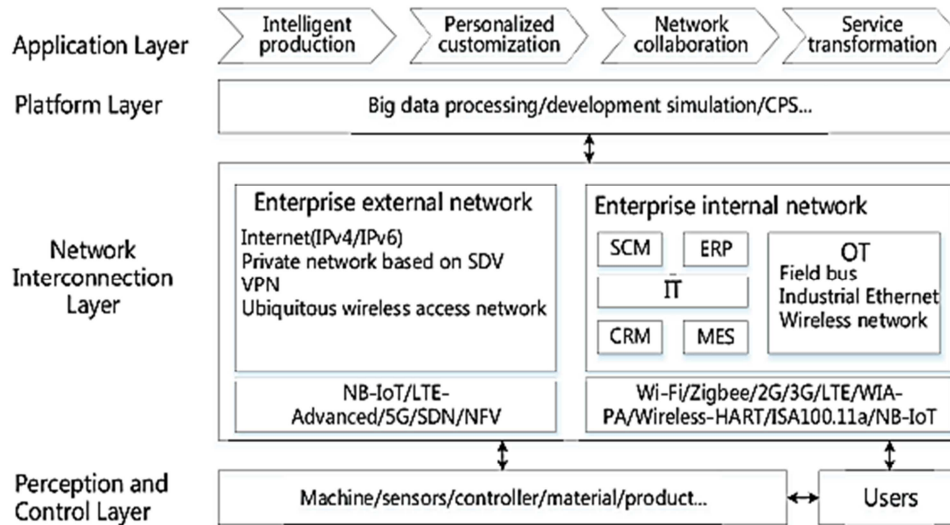 Application Layer
Intelligent
production
Personalized
customization
Network
collaboration
Service
transformation
Platform Layer
Big data processing/development simulation/CPS...
Network
Interconnection
Layer
Enterprise external network
Internet(IPv4/IPv6)
Private network based on SDV
VPN
Ubiquitous wireless access network
NB-IoT/LTE-
Advanced/5G/SDN/NFV
Enterprise internal network
SCM
ERP
IT
CRM
MES
OT
Field bus
Industrial Ethernet
Wireless network
Wi-Fi/Zigbee/2G/3G/LTE/WIA-
PA/Wireless-HART/ISA100.11a/NB-IoT
Perception and
Control Layer
Machine/sensors/controller/material/product...
Users